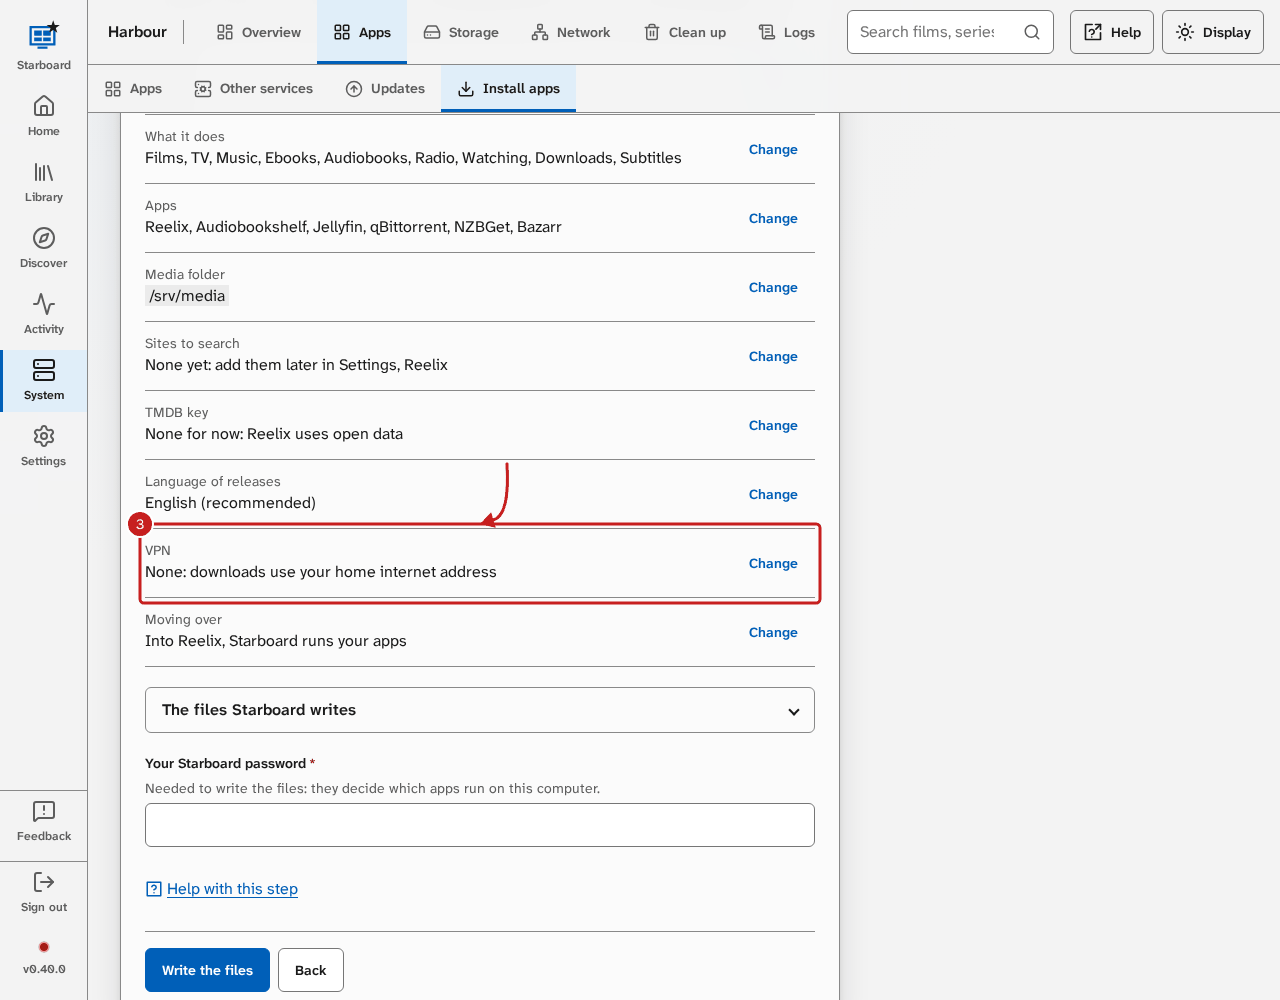 Starboard
Home
Library
Discover
Activity
System
Settings
Feedback
Sign out
v0.40.0
Harbour
Overview
Apps
Storage
Network
Clean up
Logs
Search films, series
Help
Display
Apps
Other services
Updates
Install apps
What it does
Films, TV, Music, Ebooks, Audiobooks, Radio, Watching, Downloads, Subtitles
Change
Apps
Reelix, Audiobookshelf, Jellyfin, qBittorrent, NZBGet, Bazarr
Change
Media folder
/srv/media
Change
Sites to search
None yet: add them later in Settings, Reelix
Change
TMDB key
None for now: Reelix uses open data
Change
Language of releases
English (recommended)
Change
3
VPN
None: downloads use your home internet address
Change
Moving over
Into Reelix, Starboard runs your apps
Change
The files Starboard writes
Your Starboard password *
Needed to write the files: they decide which apps run on this computer.
Help with this step
Write the files
Back